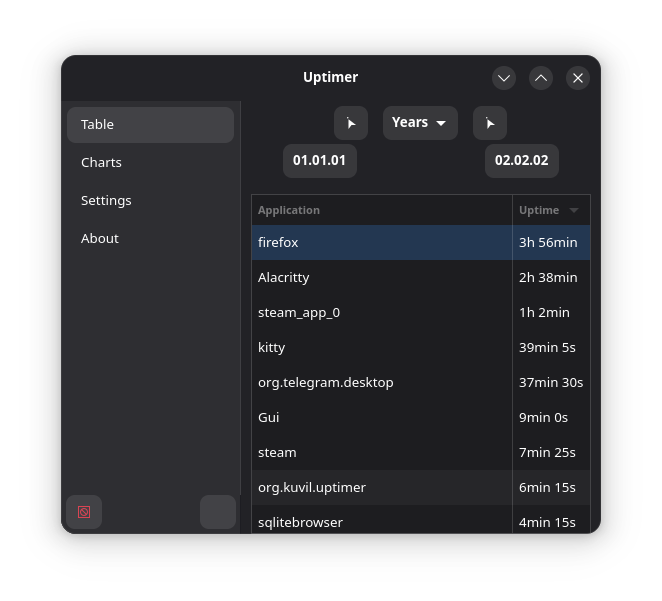 Uptimer
Table
Charts
Settings
About
Years
01.01.01
02.02.02
Application Uptime
firefox 3h 56min
Alacritty 2h 38min
steam_app_0 1h 2min
kitty 39min 5s
org.telegram.desktop 37min 30s
Gui 9min 0s
steam 7min 25s
org.kuvil.uptimer 6min 15s
sqlitebrowser 4min 15s